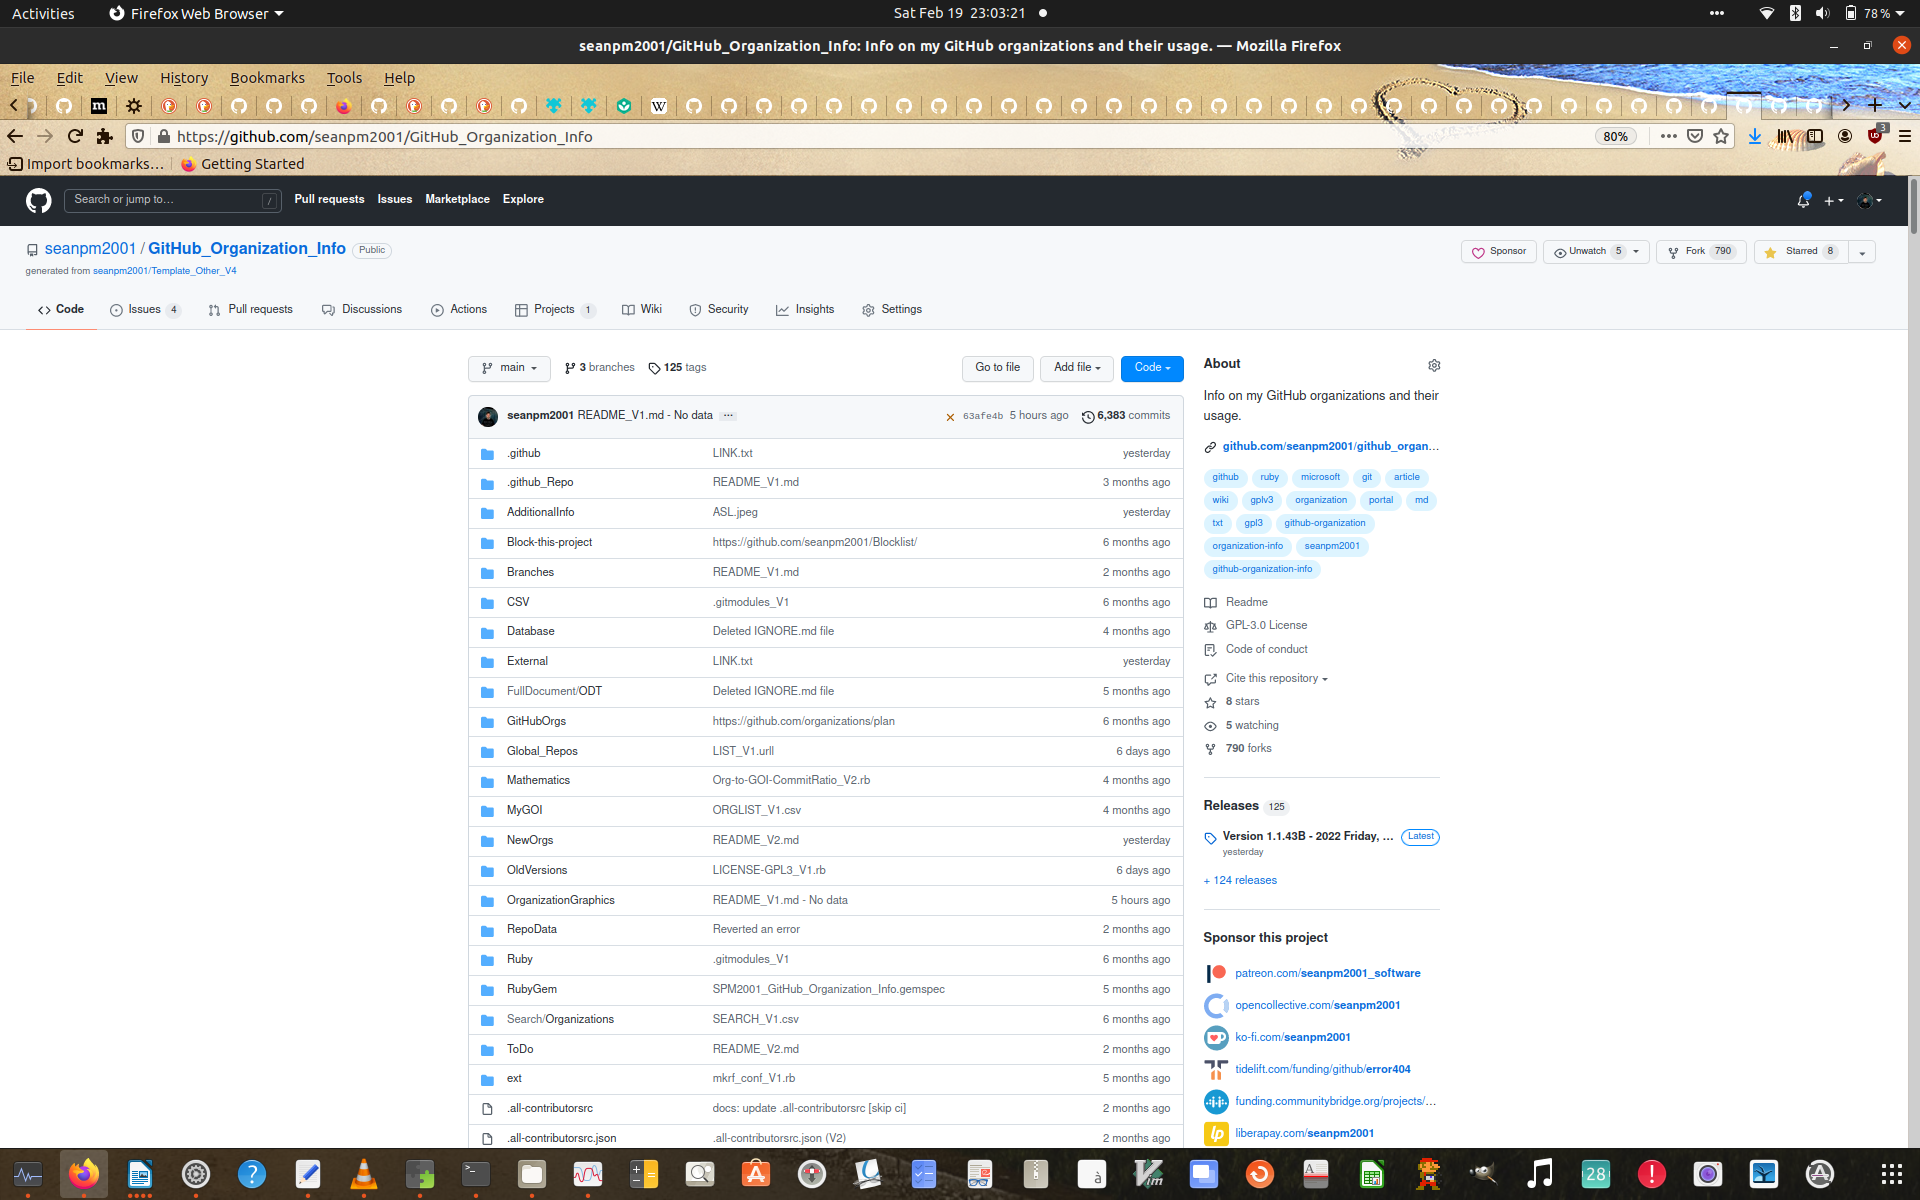 Activities Firefox Web Browser Sat Feb 19 23:03:21 78 %
seanpm2001/GitHub_Organization_Info: Info on my GitHub organizations and their usage. — Mozilla Firefox
File Edit View History Bookmarks Tools Help
https://github.com/seanpm2001/GitHub_Organization_Info 80% 3
Import bookmarks… Getting Started
Search or jump to… / Pull requests Issues Marketplace Explore
seanpm2001 / GitHub_Organization_Info Public Sponsor Unwatch 5 Fork 790 Starred 8
generated from seanpm2001/Template_Other_V4
Code Issues 4 Pull requests Discussions Actions Projects 1 Wiki Security Insights Settings
main 3 branches 125 tags Go to file Add file Code
seanpm2001 README_V1.md - No data ... 63afe4b 5 hours ago 6,383 commits
.github LINK.txt yesterday
.github_Repo README_V1.md 3 months ago
AdditionalInfo ASL.jpeg yesterday
Block-this-project https://github.com/seanpm2001/Blocklist/ 6 months ago
Branches README_V1.md 2 months ago
CSV .gitmodules_V1 6 months ago
Database Deleted IGNORE.md file 4 months ago
External LINK.txt yesterday
FullDocument/ODT Deleted IGNORE.md file 5 months ago
GitHubOrgs https://github.com/organizations/plan 6 months ago
Global_Repos LIST_V1.urll 6 days ago
Mathematics Org-to-GOI-CommitRatio_V2.rb 4 months ago
MyGOI ORGLIST_V1.csv 4 months ago
NewOrgs README_V2.md yesterday
OldVersions LICENSE-GPL3_V1.rb 6 days ago
OrganizationGraphics README_V1.md - No data 5 hours ago
RepoData Reverted an error 2 months ago
Ruby .gitmodules_V1 6 months ago
RubyGem SPM2001_GitHub_Organization_Info.gemspec 5 months ago
Search/Organizations SEARCH_V1.csv 6 months ago
ToDo README_V2.md 2 months ago
ext mkrf_conf_V1.rb 5 months ago
.all-contributorsrc docs: update .all-contributorsrc [skip ci] 2 months ago
.all-contributorsrc.json .all-contributorsrc.json (V2) 2 months ago
About
Info on my GitHub organizations and their
usage.
github.com/seanpm2001/github_organ…
github ruby microsoft git article
wiki gplv3 organization portal md
txt gpl3 github-organization
organization-info seanpm2001
github-organization-info
Readme
GPL-3.0 License
Code of conduct
Cite this repository
8 stars
5 watching
790 forks
Releases 125
Version 1.1.43B - 2022 Friday, … Latest
yesterday
+ 124 releases
Sponsor this project
patreon.com/seanpm2001_software
opencollective.com/seanpm2001
ko-fi.com/seanpm2001
tidelift.com/funding/github/error404
funding.communitybridge.org/projects/…
liberapay.com/seanpm2001
28